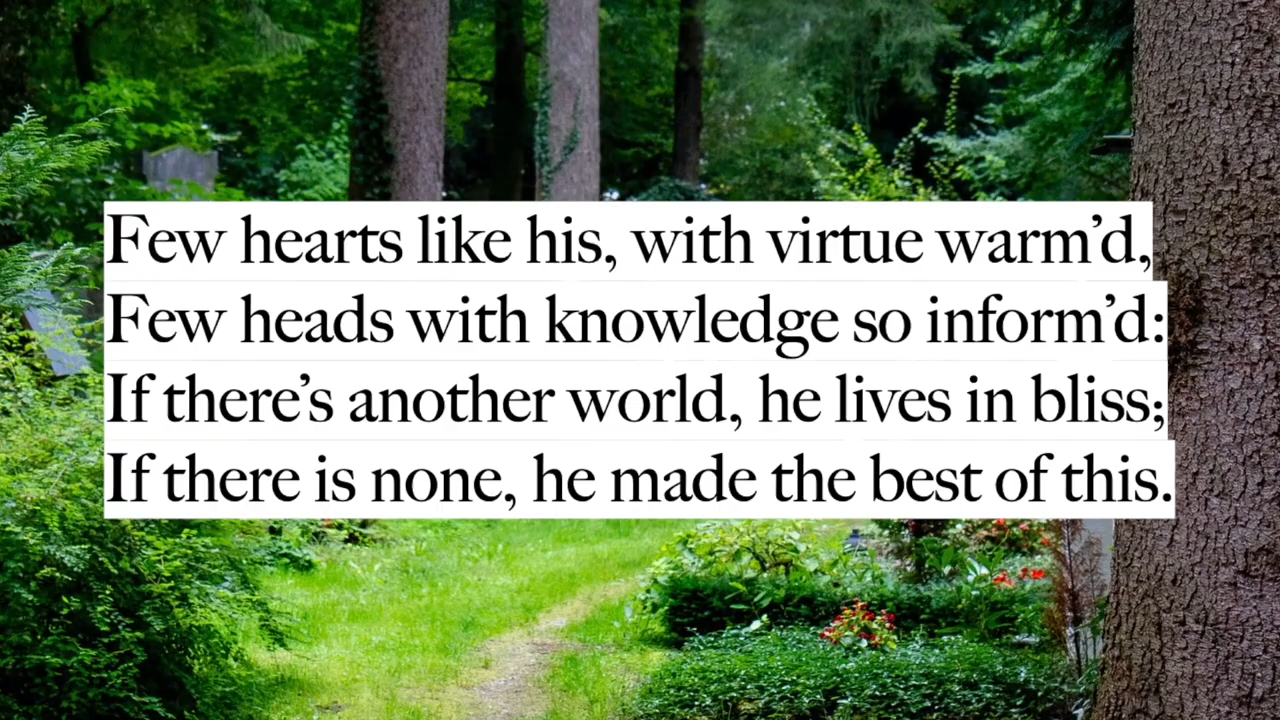 Few hearts like his, with virtue warm’d,
Few heads with knowledge so inform’d:
If there’s another world, he lives in bliss;
If there is none, he made the best of this.